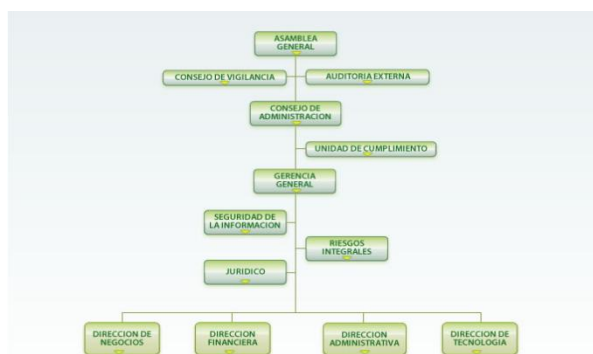 ASAMBLEA
GENERAL
CONSEJO DE VIGILANCIA
AUDITORIA EXTERNA
CONSEJO DE
ADMINISTRACION
UNIDAD DE CUMPLIMIENTO
GERENCIA
GENERAL
SEGURIDAD DE
LA INFORMACION
RIESGOS
INTEGRALES
JURIDICO
DIRECCION DE
NEGOCIOS
DIRECCION
FINANCIERA
DIRECCION
ADMINISTRATIVA
DIRECCION DE
TECNOLOGIA